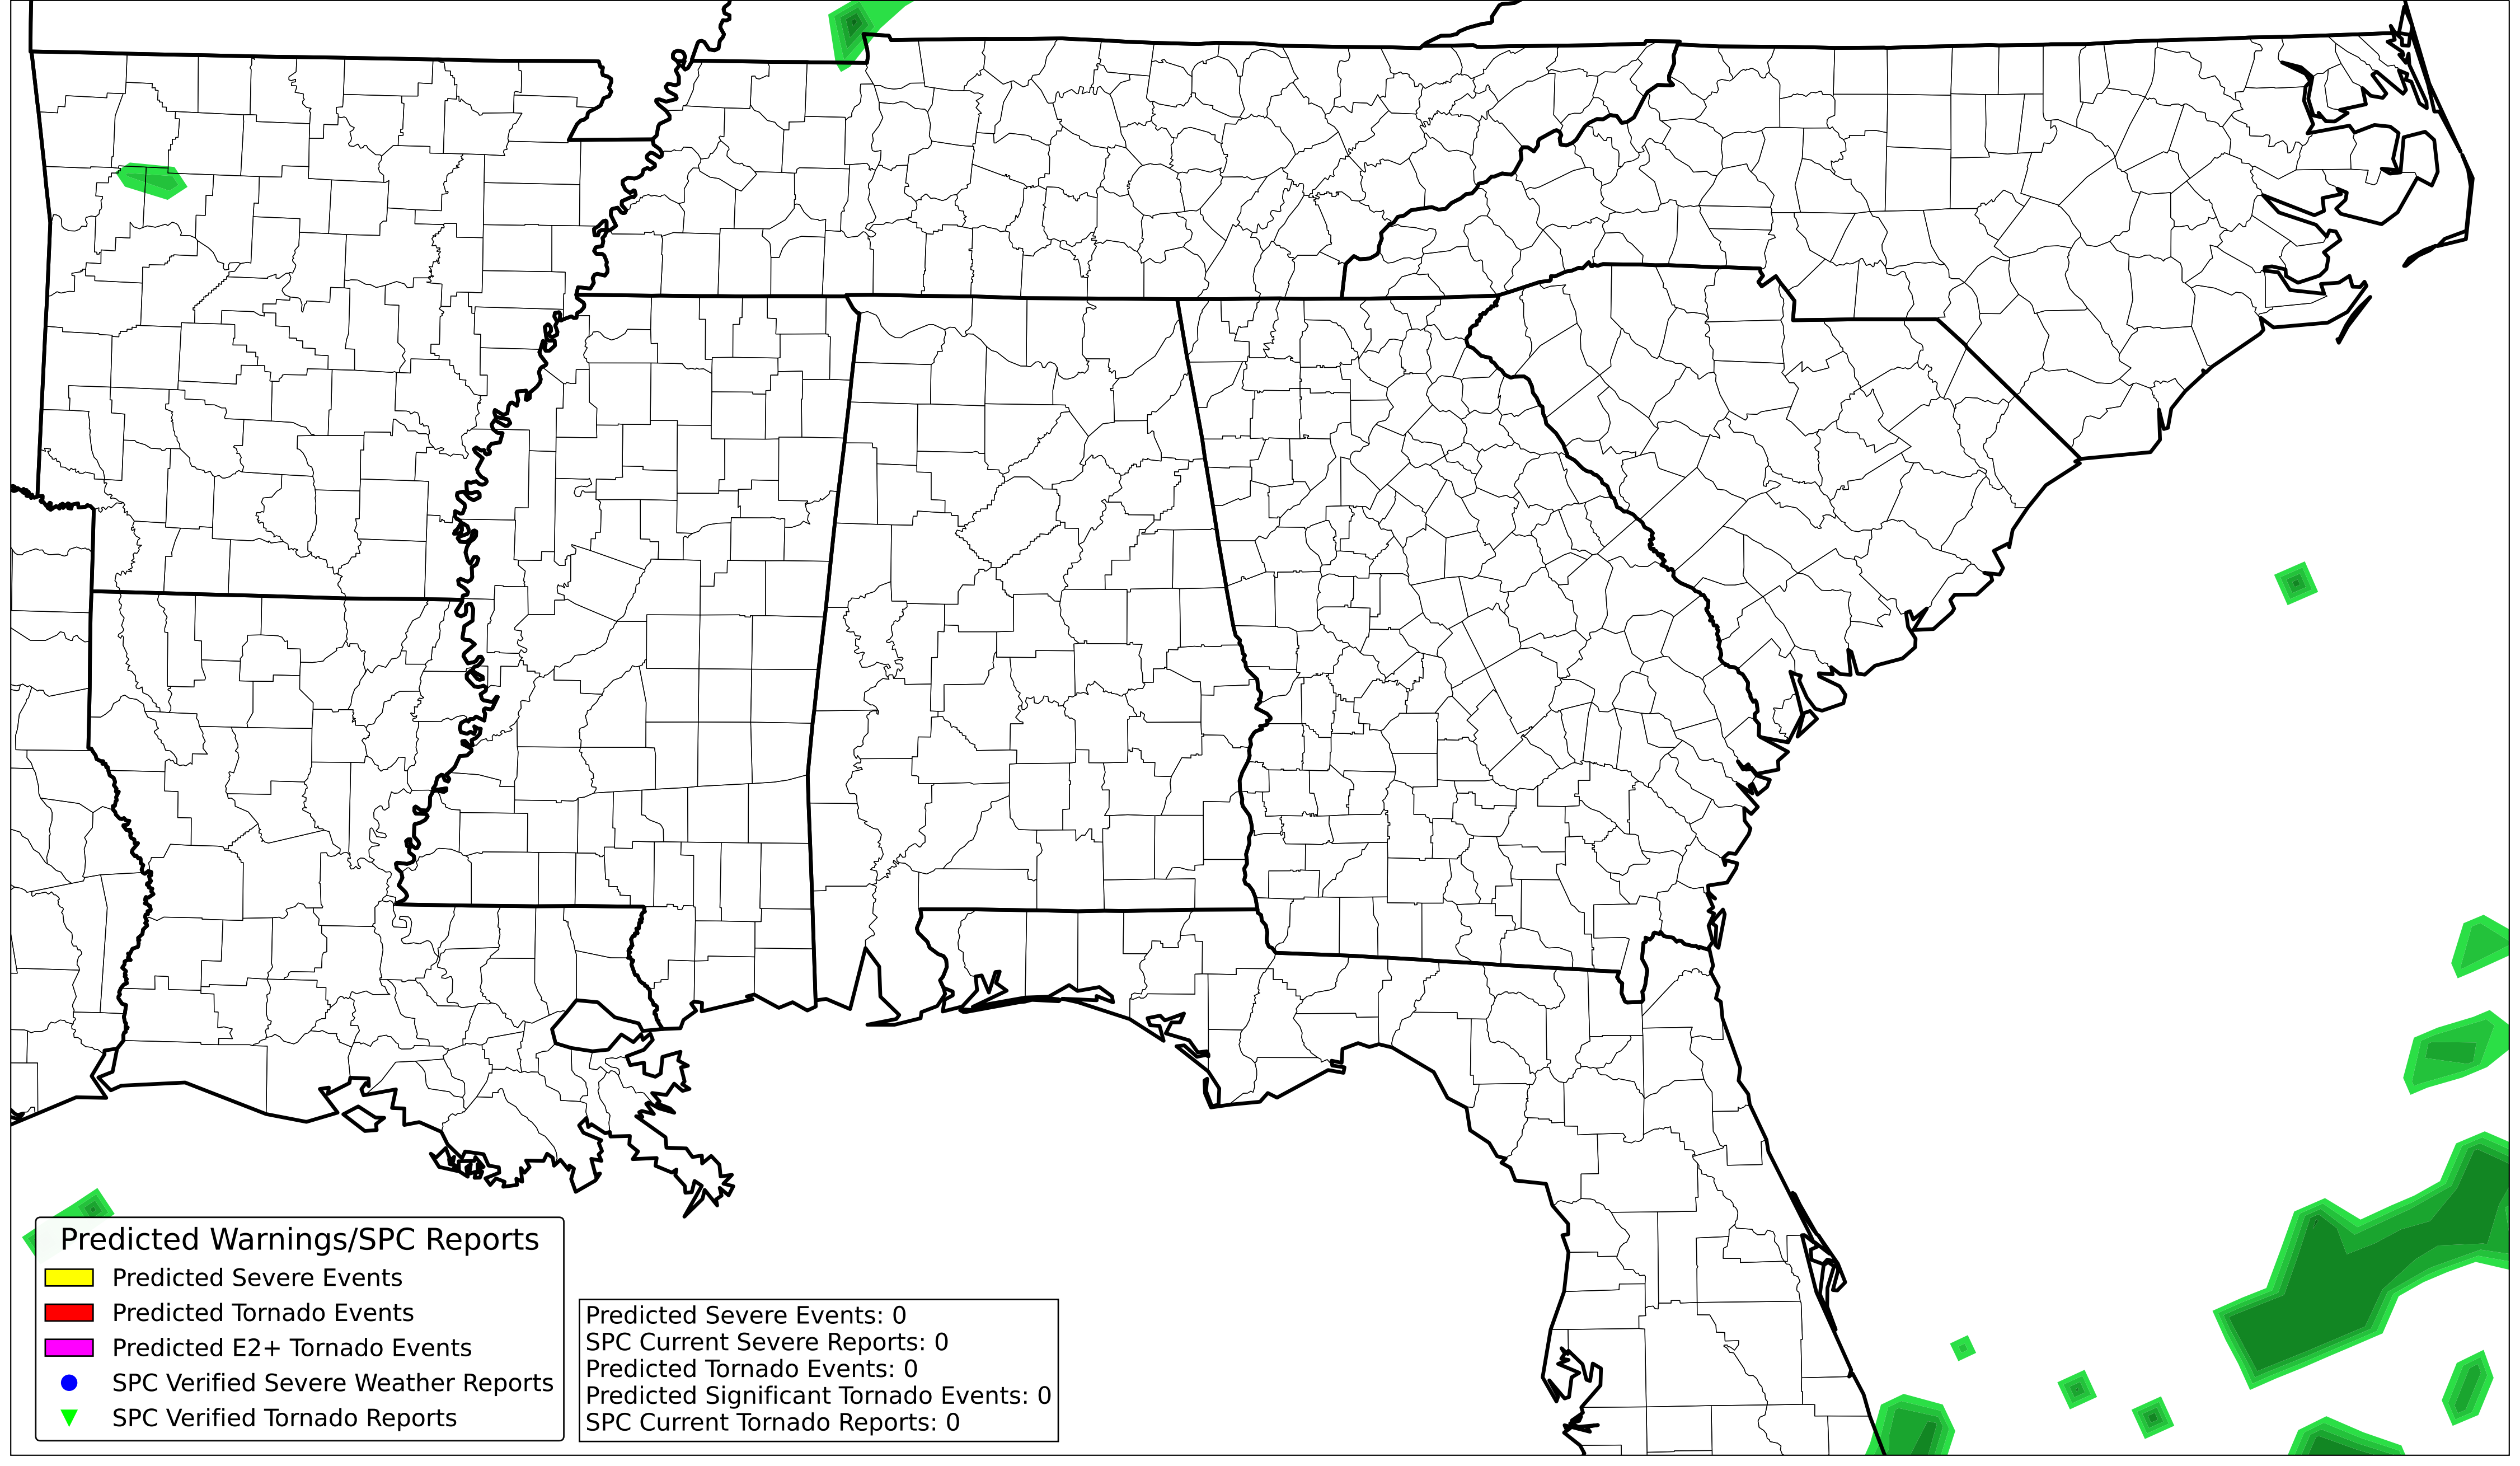 Predicted Warnings/SPC Reports
Predicted Severe Events
Predicted Tornado Events
Predicted E2+ Tornado Events
SPC Verified Severe Weather Reports
SPC Verified Tornado Reports
Predicted Severe Events: 0
SPC Current Severe Reports: 0
Predicted Tornado Events: 0
Predicted Significant Tornado Events: 0
SPC Current Tornado Reports: 0